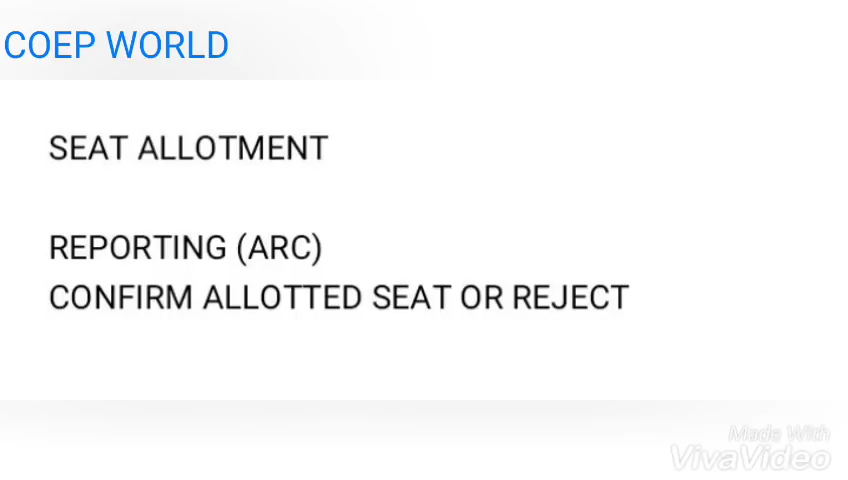 COEP WORLD
SEAT ALLOTMENT
REPORTING (ARC)
CONFIRM ALLOTTED SEAT OR REJECT
Made With
VivaVideo